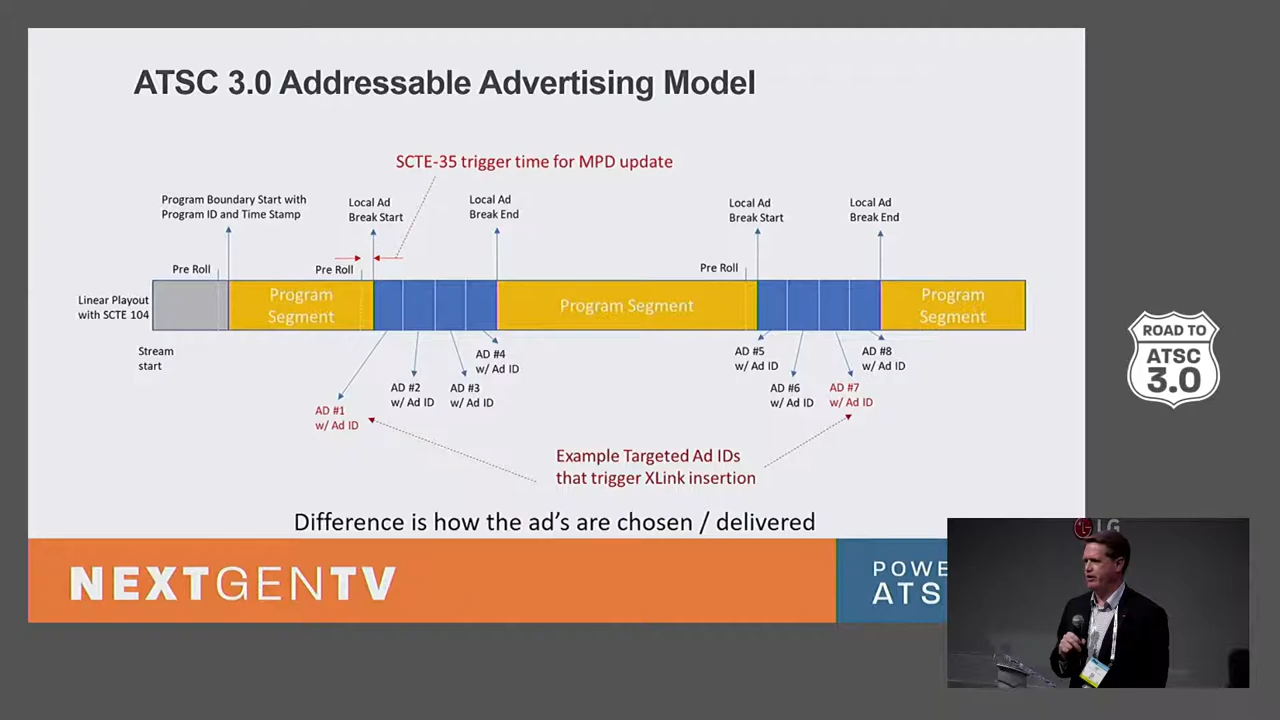 ATSC 3.0 Addressable Advertising Model
SCTE-35 trigger time for MPD update
Program Boundary Start with
Program ID and Time Stamp
Local Ad
Break Start
Local Ad
Break End
Local Ad
Break Start
Local Ad
Break End
Pre Roll
Pre Roll
Pre Roll
Linear Playout
with SCTE 104
Program
Segment
Program Segment
Program
Segment
Stream
start
AD #1
w/ Ad ID
AD #2
w/ Ad ID
AD #3
w/ Ad ID
AD #4
w/ Ad ID
AD #5
w/ Ad ID
AD #6
w/ Ad ID
AD #7
w/ Ad ID
AD #8
w/ Ad ID
Example Targeted Ad IDs
that trigger XLink insertion
Difference is how the ad's are chosen / delivered
NEXTGENTV
POWE
ATS
ROAD TO
ATSC
3.0
LG